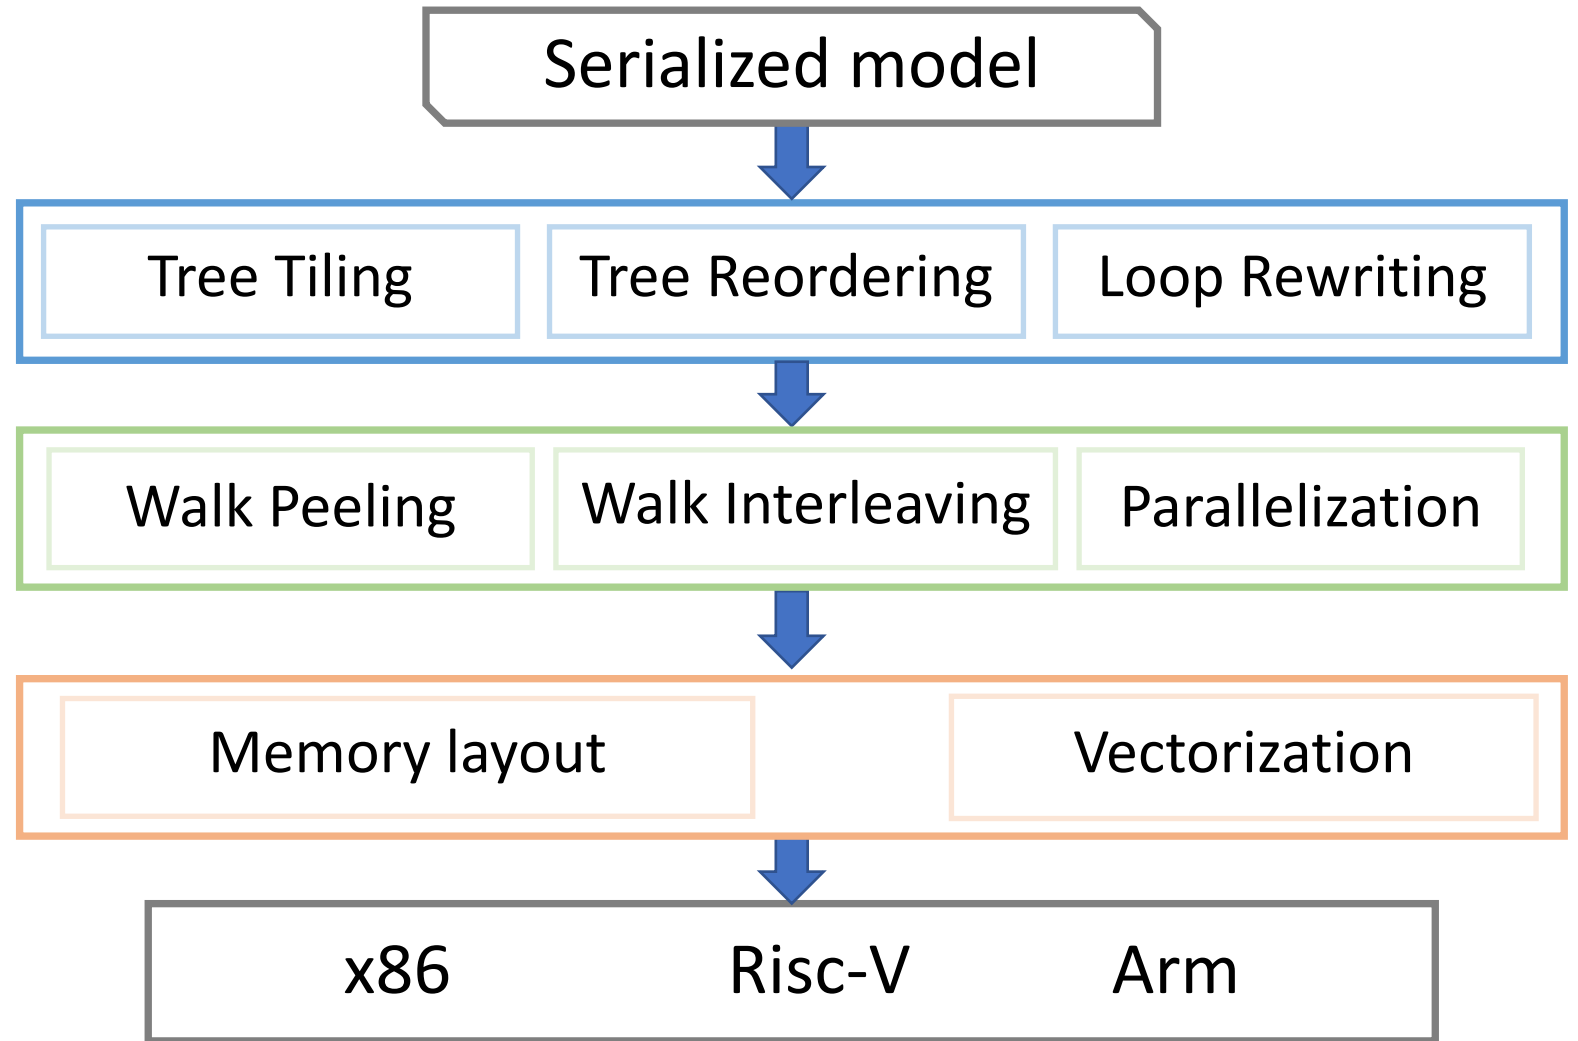 Serialized model
Tree Tiling Tree Reordering Loop Rewriting
Walk Peeling Walk Interleaving Parallelization
Memory layout Vectorization
x86 Risc-V Arm